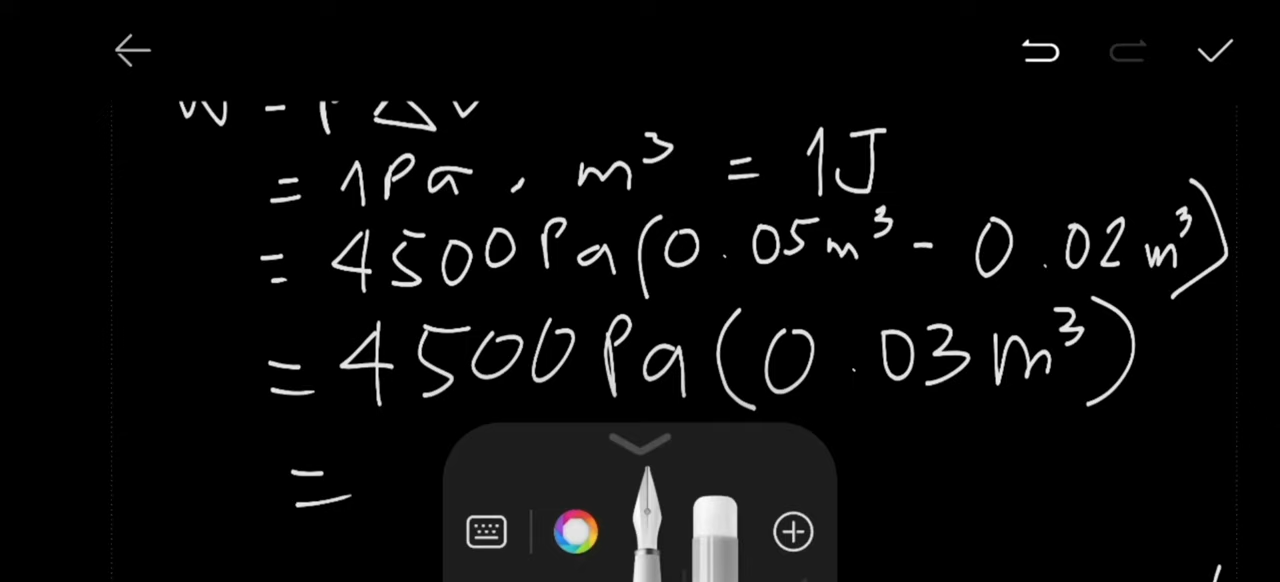 W = P Δ V
= 1Pa . m³ = 1J
= 4500Pa(0.05m³ - 0.02m³)
= 4500Pa(0.03m³)
=